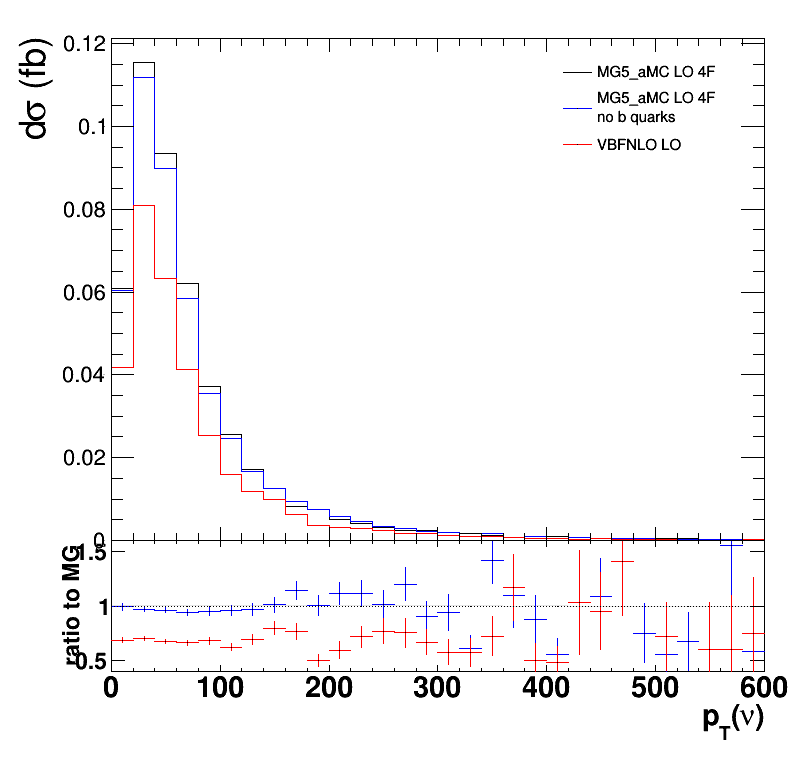 dσ (fb)
0.12
0.1
0.08
0.06
0.04
0.02
0
MG5_aMC LO 4F
MG5_aMC LO 4F
no b quarks
VBFNLO LO
ratio to MG
1.5
1
0.5
0 100 200 300 400 500 600
p_T(ν)